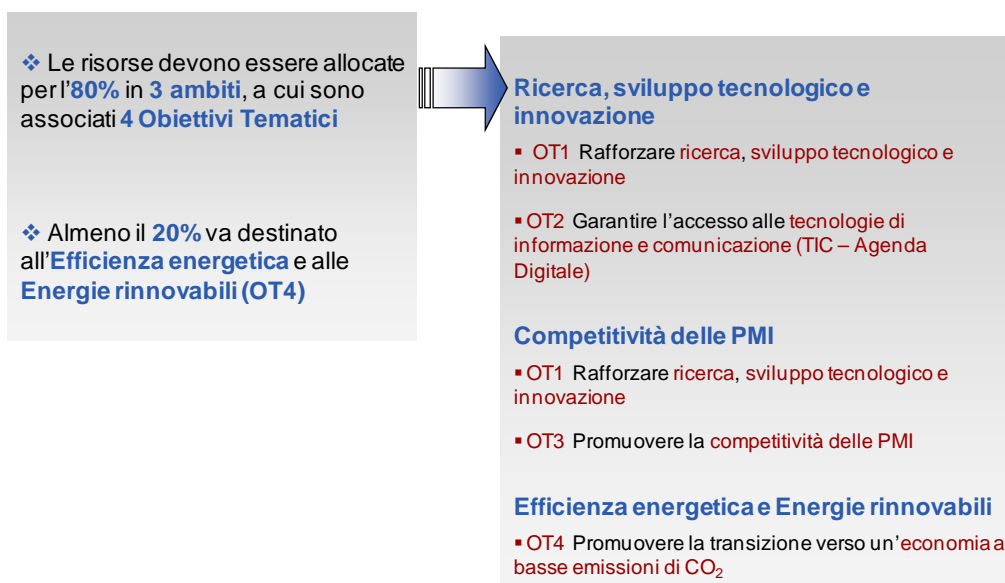 ❖ Le risorse devono essere allocate
per l'80% in 3 ambiti, a cui sono
associati 4 Obiettivi Tematici
❖ Almeno il 20% va destinato
all'Efficienza energetica e alle
Energie rinnovabili (OT4)
Ricerca, sviluppo tecnologico e
innovazione
▪ OT1 Rafforzare ricerca, sviluppo tecnologico e
innovazione
▪ OT2 Garantire l'accesso alle tecnologie di
informazione e comunicazione (TIC – Agenda
Digitale)
Competitività delle PMI
▪ OT1 Rafforzare ricerca, sviluppo tecnologico e
innovazione
▪ OT3 Promuovere la competitività delle PMI
Efficienza energetica e Energie rinnovabili
▪ OT4 Promuovere la transizione verso un'economia a
basse emissioni di CO₂